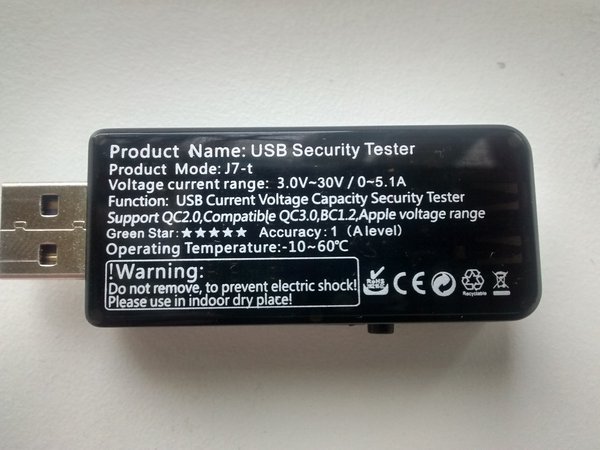 Product Name: USB Security Tester
Product Mode: J7-t
Voltage current range: 3.0V~30V / 0~5.1A
Function: USB Current Voltage Capacity Security Tester
Support QC2.0,Compatible QC3.0,BC1.2,Apple voltage range
Green Star: ★★★★★ Accuracy: 1 (A level)
Operating Temperature:-10~60℃
!Warning:
Do not remove, to prevent electric shock!
Please use in indoor dry place!
RoHS
CE
Recyclable